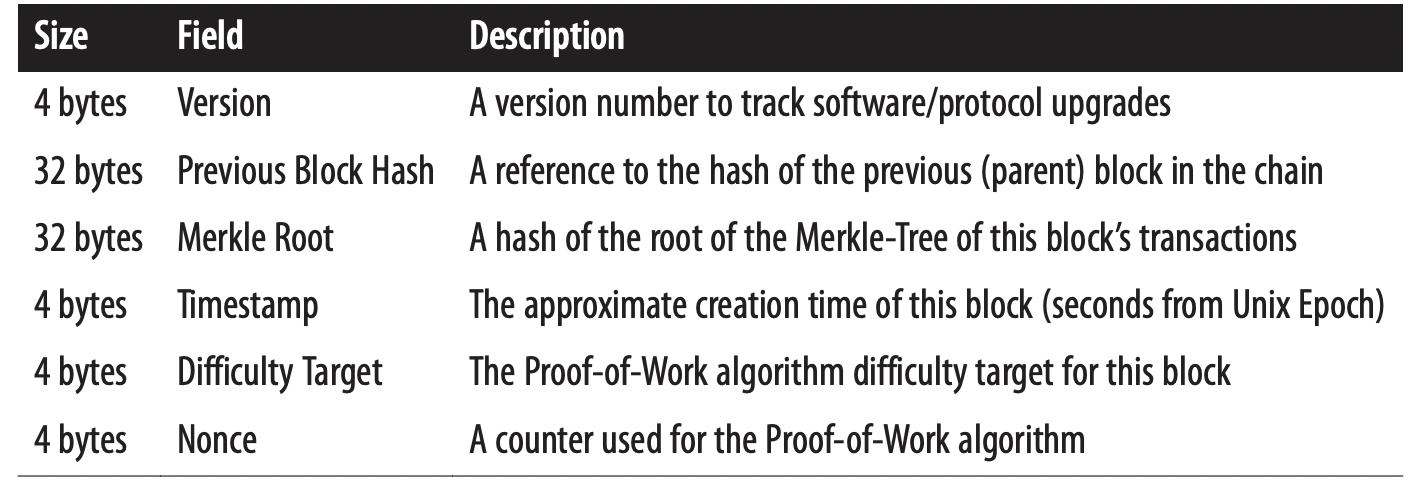 Size Field Description
4 bytes Version A version number to track software/protocol upgrades
32 bytes Previous Block Hash A reference to the hash of the previous (parent) block in the chain
32 bytes Merkle Root A hash of the root of the Merkle-Tree of this block’s transactions
4 bytes Timestamp The approximate creation time of this block (seconds from Unix Epoch)
4 bytes Difficulty Target The Proof-of-Work algorithm difficulty target for this block
4 bytes Nonce A counter used for the Proof-of-Work algorithm